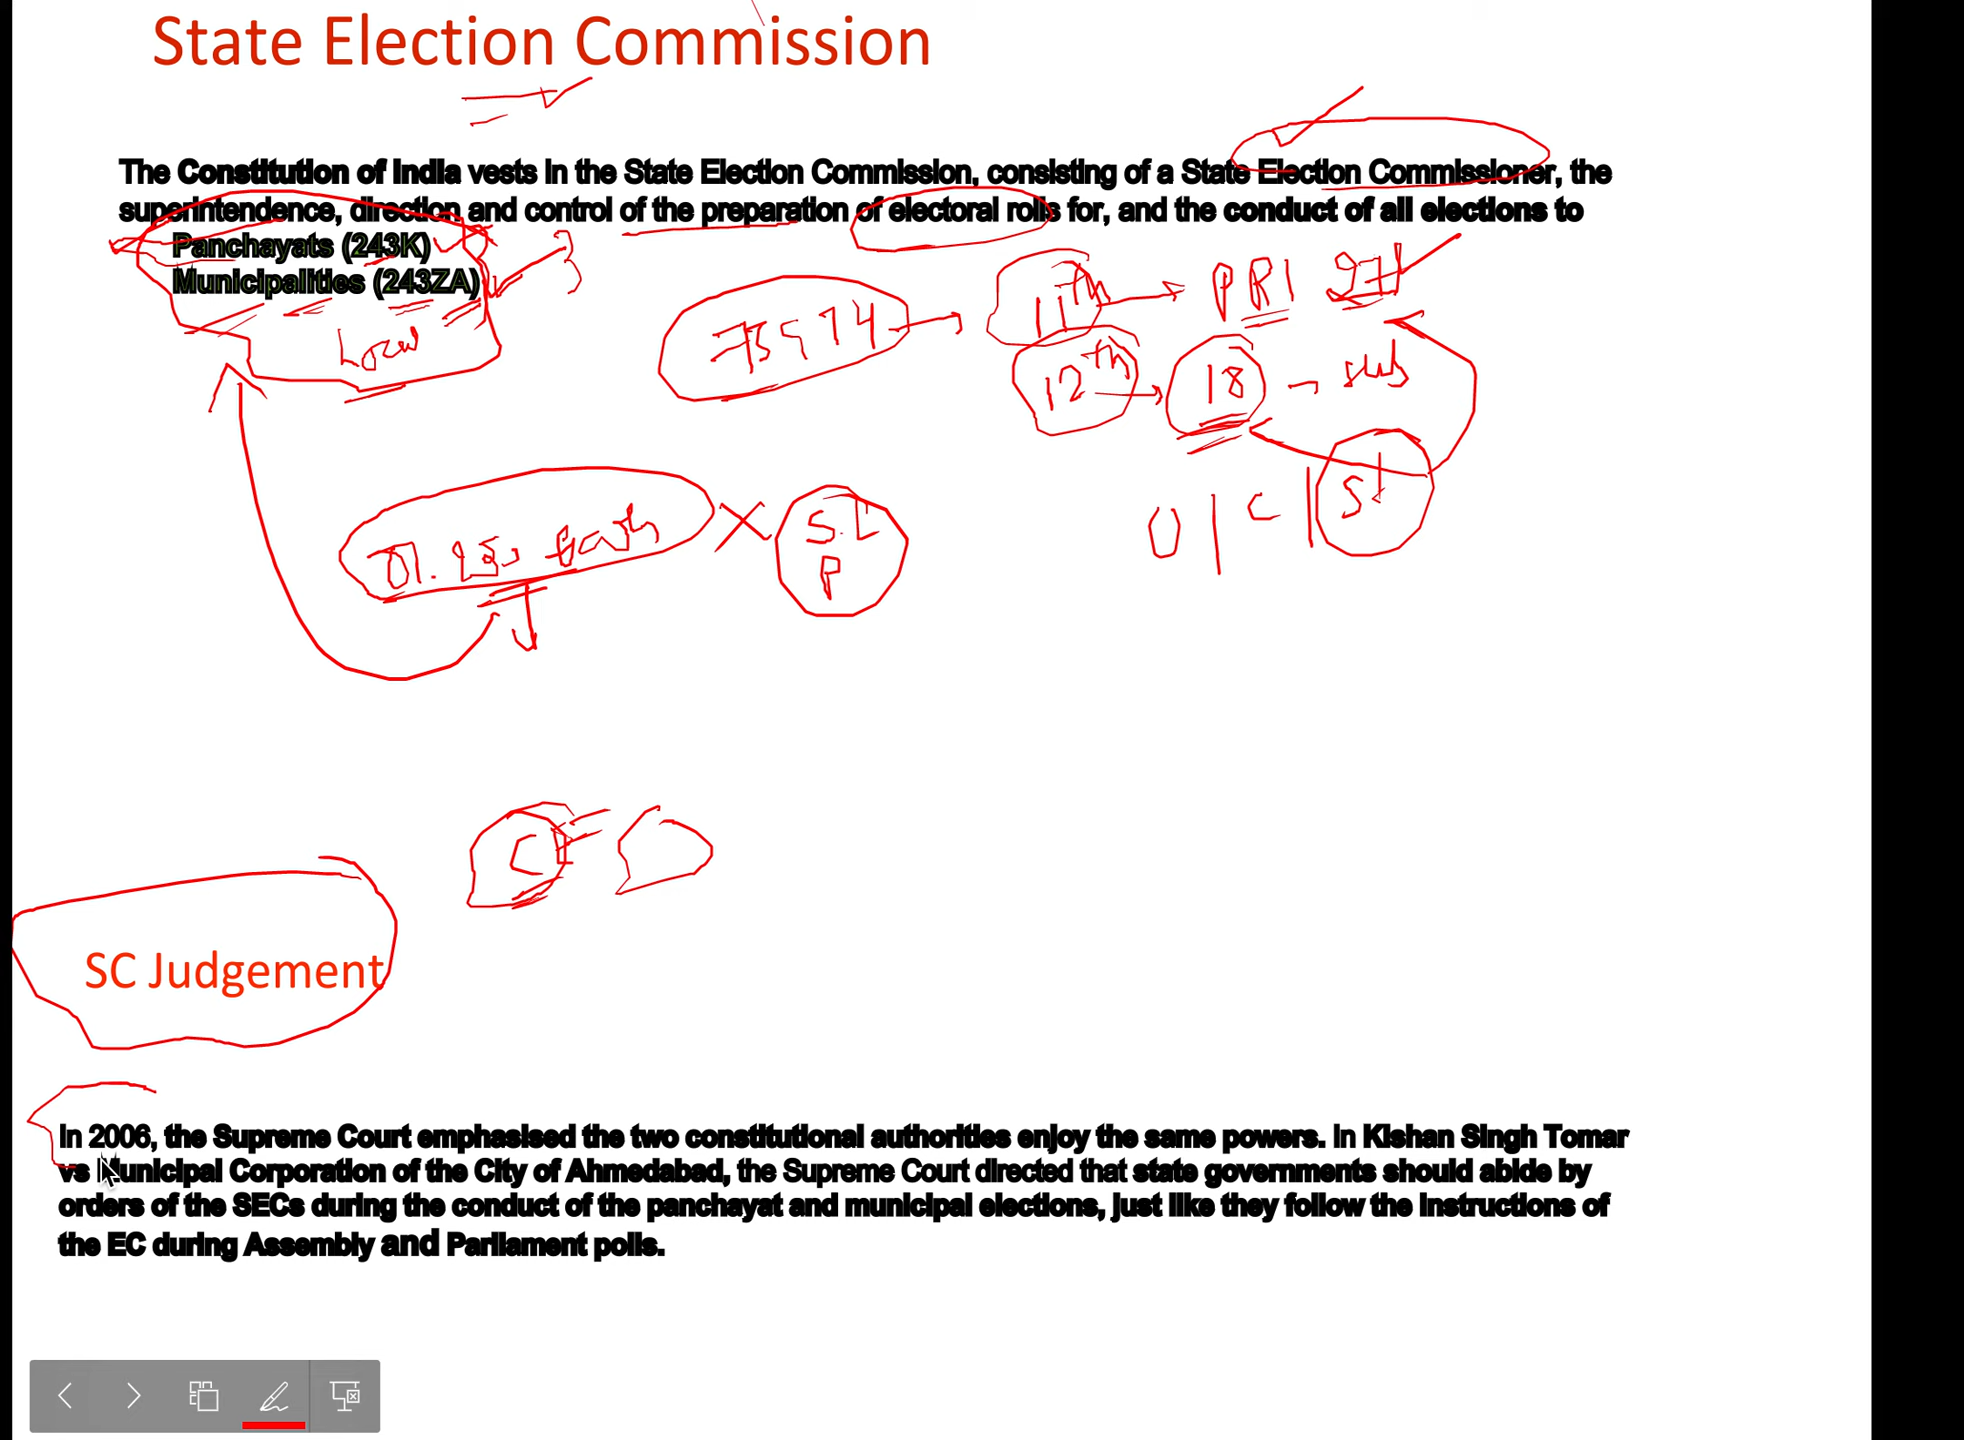 State Election Commission
The Constitution of India vests in the State Election Commission, consisting of a State Election Commissioner, the
superintendence, direction and control of the preparation of electoral rolls for, and the conduct of all elections to
Panchayats (243K)
Municipalities (243ZA)
3
Local
73 74
11th
PRI
12th
18
S.L
P
U | C | St
SC Judgement
In 2006, the Supreme Court emphasised the two constitutional authorities enjoy the same powers. In Kishan Singh Tomar
vs Municipal Corporation of the City of Ahmedabad, the Supreme Court directed that state governments should abide by
orders of the SECs during the conduct of the panchayat and municipal elections, just like they follow the instructions of
the EC during Assembly and Parliament polls.